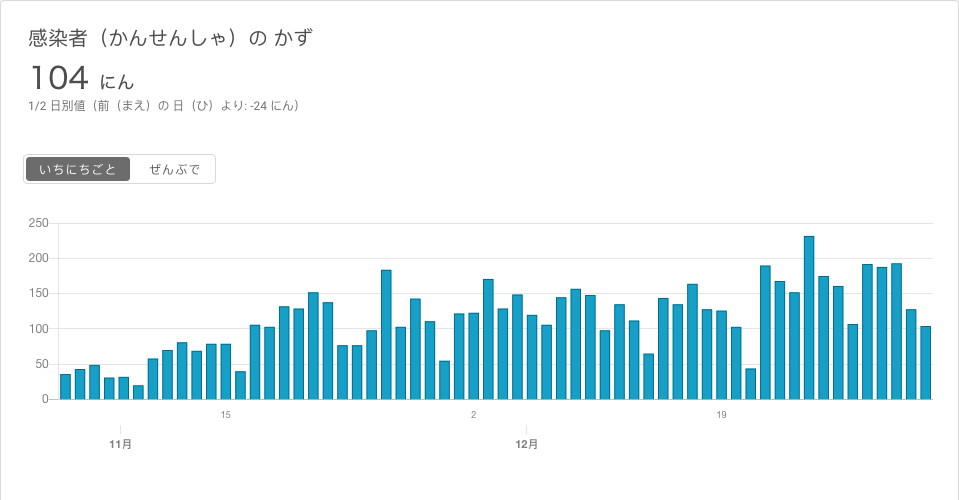 感染者（かんせんしゃ）の かず
104 にん
1/2 日別値（前（まえ）の 日（ひ）より: -24 にん）
いちにちごと ぜんぶで
250
200
150
100
50
0
15 2 19
11月 12月